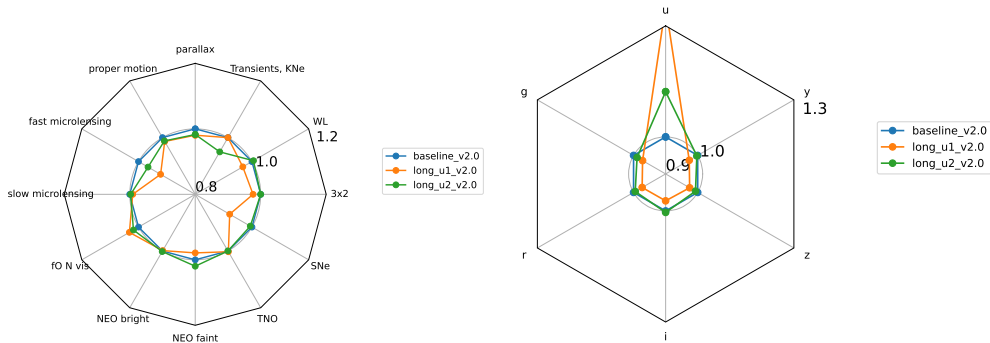 parallax
proper motion
Transients, KNe
fast microlensing
WL
1.2
1.0
0.8
slow microlensing
3x2
fO N vis
SNe
NEO bright
TNO
NEO faint
baseline_v2.0
long_u1_v2.0
long_u2_v2.0
u
g
y
1.3
1.0
0.9
r
z
i
baseline_v2.0
long_u1_v2.0
long_u2_v2.0